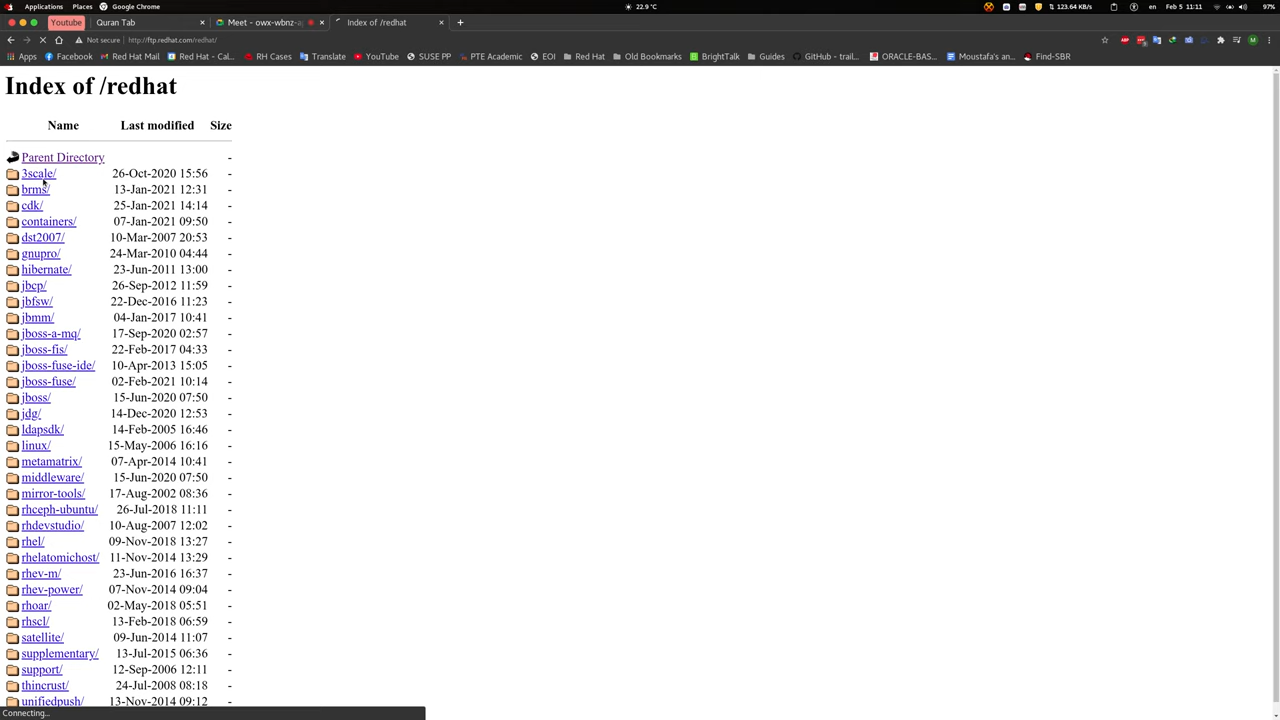 Applications Places Google Chrome 22.9 °C 123.64 KB/s en Feb 5 11:11 97%
Youtube Quran Tab Meet – owx-wbnz-a Index of /redhat
Not secure http://ftp.redhat.com/redhat/
Apps Facebook Red Hat Mail Red Hat - Cal... RH Cases Translate YouTube SUSE PP PTE Academic EOI Red Hat Old Bookmarks BrightTalk Guides GitHub - trail... ORACLE-BAS... Moustafa's an... Find-SBR
Index of /redhat
Name Last modified Size
Parent Directory -
3scale/ 26-Oct-2020 15:56 -
brms/ 13-Jan-2021 12:31 -
cdk/ 25-Jan-2021 14:14 -
containers/ 07-Jan-2021 09:50 -
dst2007/ 10-Mar-2007 20:53 -
gnupro/ 24-Mar-2010 04:44 -
hibernate/ 23-Jun-2011 13:00 -
jbcp/ 26-Sep-2012 11:59 -
jbfsw/ 22-Dec-2016 11:23 -
jbmm/ 04-Jan-2017 10:41 -
jboss-a-mq/ 17-Sep-2020 02:57 -
jboss-fis/ 22-Feb-2017 04:33 -
jboss-fuse-ide/ 10-Apr-2013 15:05 -
jboss-fuse/ 02-Feb-2021 10:14 -
jboss/ 15-Jun-2020 07:50 -
jdg/ 14-Dec-2020 12:53 -
ldapsdk/ 14-Feb-2005 16:46 -
linux/ 15-May-2006 16:16 -
metamatrix/ 07-Apr-2014 10:41 -
middleware/ 15-Jun-2020 07:50 -
mirror-tools/ 17-Aug-2002 08:36 -
rhceph-ubuntu/ 26-Jul-2018 11:11 -
rhdevstudio/ 10-Aug-2007 12:02 -
rhel/ 09-Nov-2018 13:27 -
rhelatomichost/ 11-Nov-2014 13:29 -
rhev-m/ 23-Jun-2016 16:37 -
rhev-power/ 07-Nov-2014 09:04 -
rhoar/ 02-May-2018 05:51 -
rhscl/ 13-Feb-2018 06:59 -
satellite/ 09-Jun-2014 11:07 -
supplementary/ 13-Jul-2015 06:36 -
support/ 12-Sep-2006 12:11 -
thincrust/ 24-Jul-2008 08:18 -
unifiedpush/ 13-Nov-2014 09:12 -
Connecting...